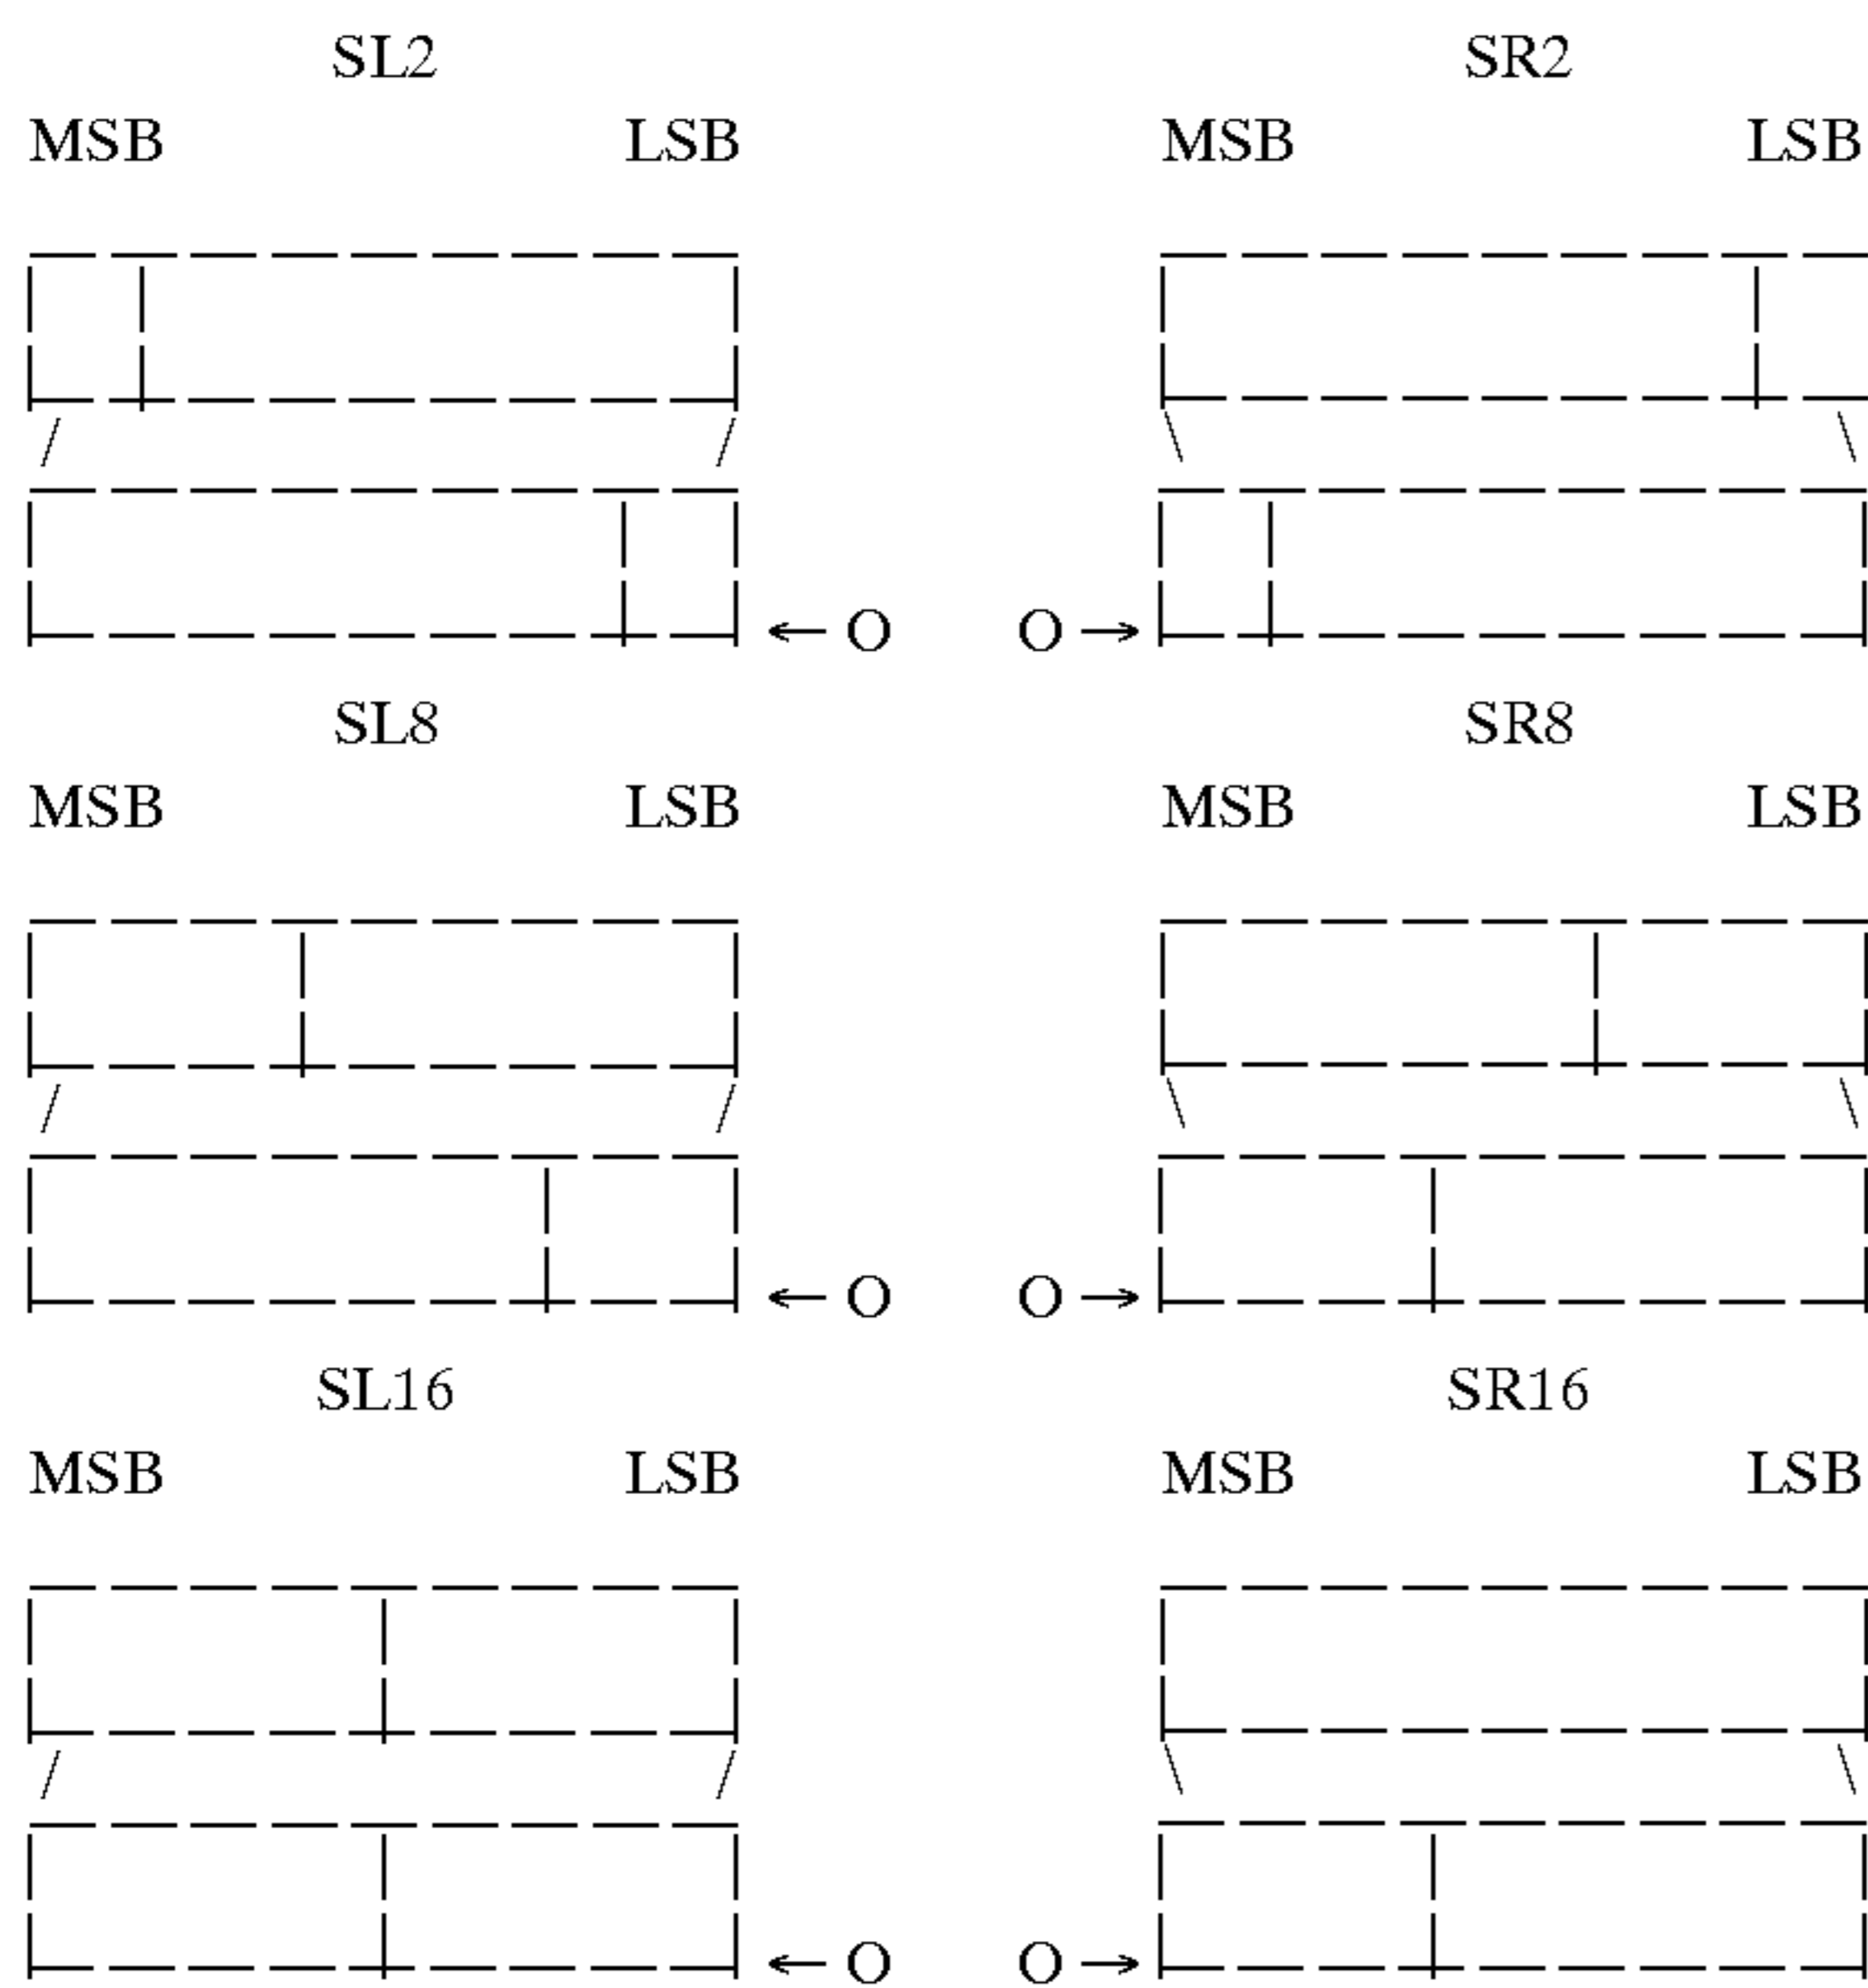 SL2 SR2
MSB LSB MSB LSB
← O O →
SL8 SR8
MSB LSB MSB LSB
← O O →
SL16 SR16
MSB LSB MSB LSB
← O O →